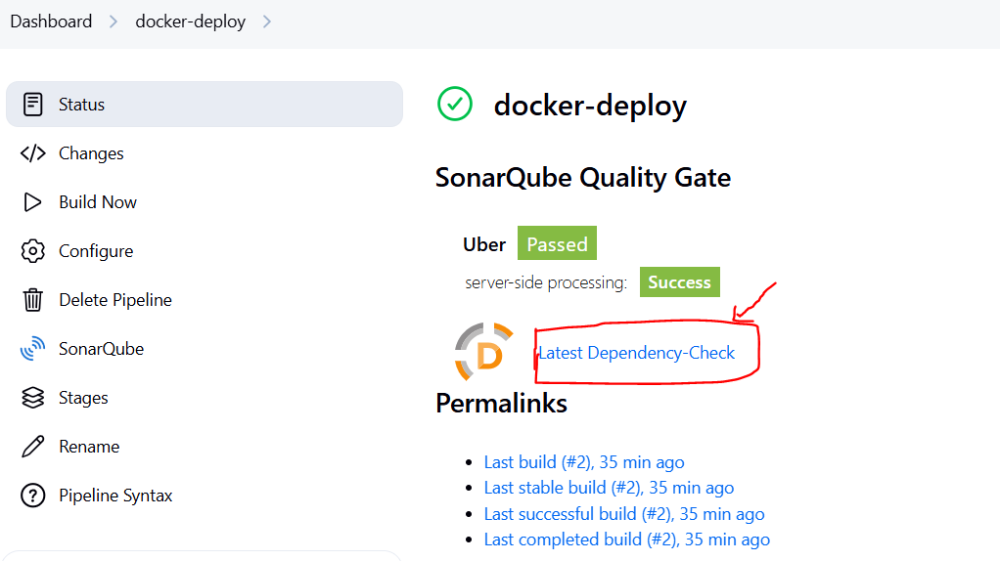 Dashboard > docker-deploy >
Status
Changes
Build Now
Configure
Delete Pipeline
SonarQube
Stages
Rename
Pipeline Syntax
docker-deploy
SonarQube Quality Gate
Uber Passed
server-side processing: Success
D
Latest Dependency-Check
Permalinks
Last build (#2), 35 min ago
Last stable build (#2), 35 min ago
Last successful build (#2), 35 min ago
Last completed build (#2), 35 min ago